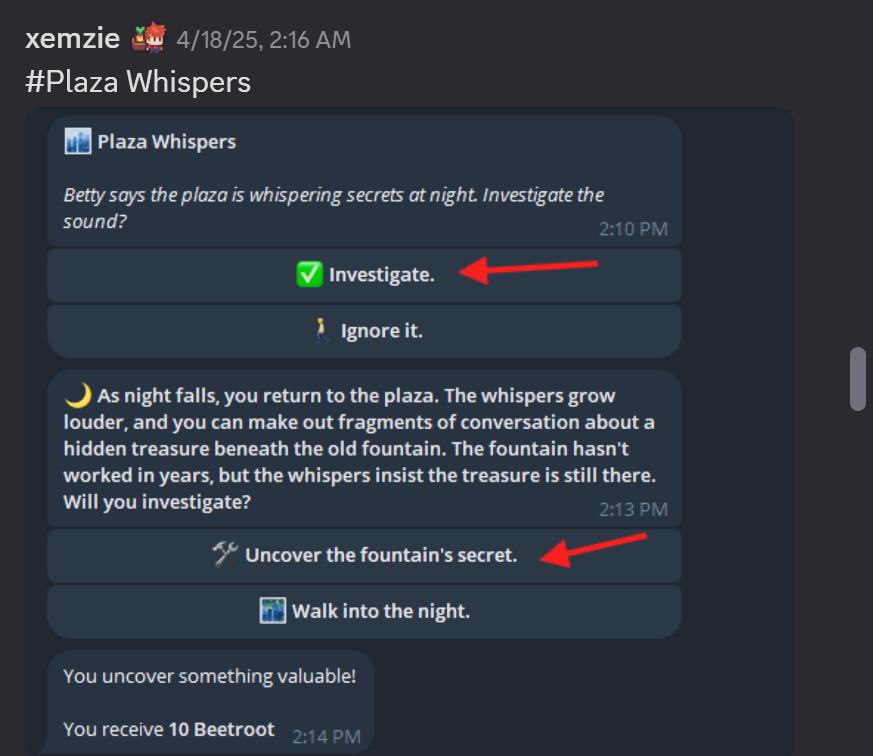 xemzie 4/18/25, 2:16 AM
#Plaza Whispers
Plaza Whispers
Betty says the plaza is whispering secrets at night. Investigate the
sound?
2:10 PM
Investigate.
Ignore it.
As night falls, you return to the plaza. The whispers grow
louder, and you can make out fragments of conversation about a
hidden treasure beneath the old fountain. The fountain hasn't
worked in years, but the whispers insist the treasure is still there.
Will you investigate?
2:13 PM
Uncover the fountain's secret.
Walk into the night.
You uncover something valuable!
You receive 10 Beetroot 2:14 PM